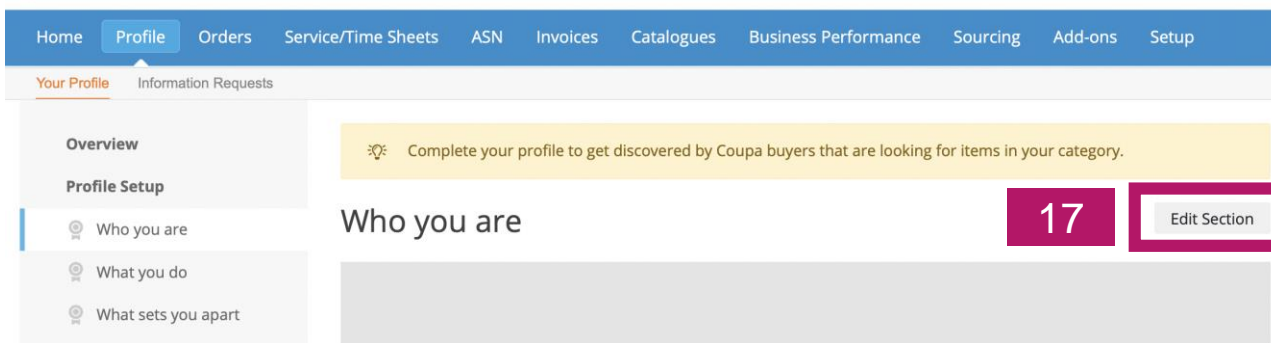 Home Profile Orders Service/Time Sheets ASN Invoices Catalogues Business Performance Sourcing Add-ons Setup
Your Profile Information Requests
Overview
Complete your profile to get discovered by Coupa buyers that are looking for items in your category.
Profile Setup
Who you are
Who you are
17
Edit Section
What you do
What sets you apart